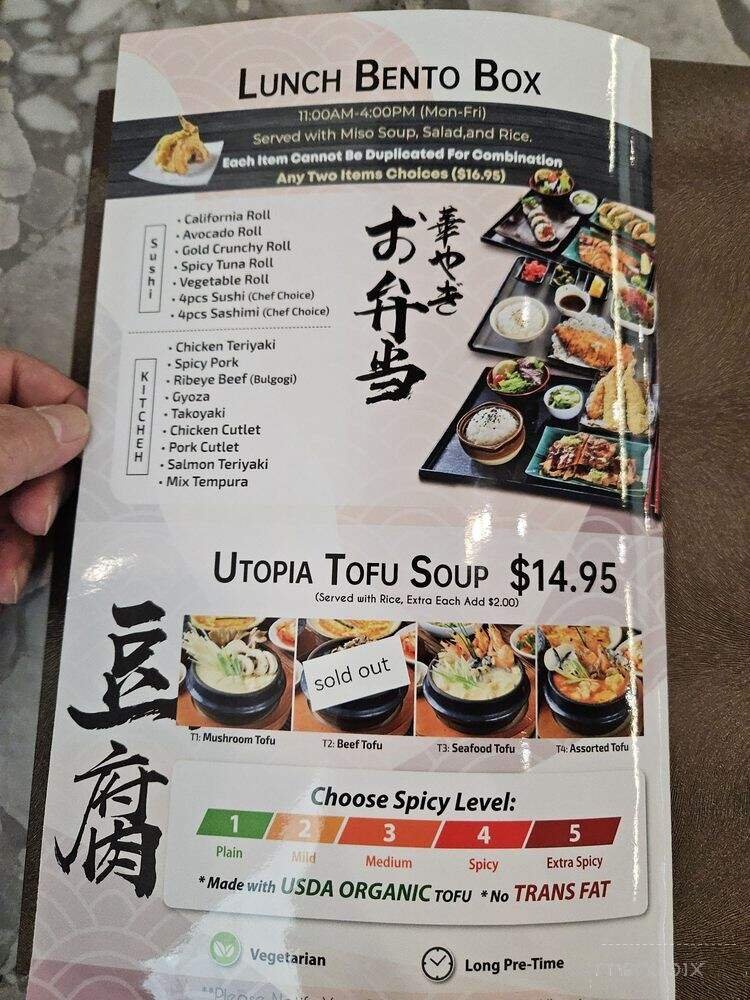 LUNCH BENTO BOX
11:00AM-4:00PM (Mon-Fri)
Served with Miso Soup, Salad,and Rice.
Each Item Cannot Be Duplicated For Combination
Any Two Items Choices ($16.95)
Sushi
• California Roll
• Avocado Roll
• Gold Crunchy Roll
• Spicy Tuna Roll
• Vegetable Roll
• 4pcs Sushi (Chef Choice)
• 4pcs Sashimi (Chef Choice)
華やぎ
お弁当
KITCHEH
• Chicken Teriyaki
• Spicy Pork
• Ribeye Beef (Bulgogi)
• Gyoza
• Takoyaki
• Chicken Cutlet
• Pork Cutlet
• Salmon Teriyaki
• Mix Tempura
UTOPIA TOFU SOUP $14.95
(Served with Rice, Extra Each Add $2.00)
豆腐
sold out
T1: Mushroom Tofu
T2: Beef Tofu
T3: Seafood Tofu
T4: Assorted Tofu
Choose Spicy Level:
1 2 3 4 5
Plain Mild Medium Spicy Extra Spicy
* Made with USDA ORGANIC TOFU * No TRANS FAT
Vegetarian
Long Pre-Time
**Please Notify